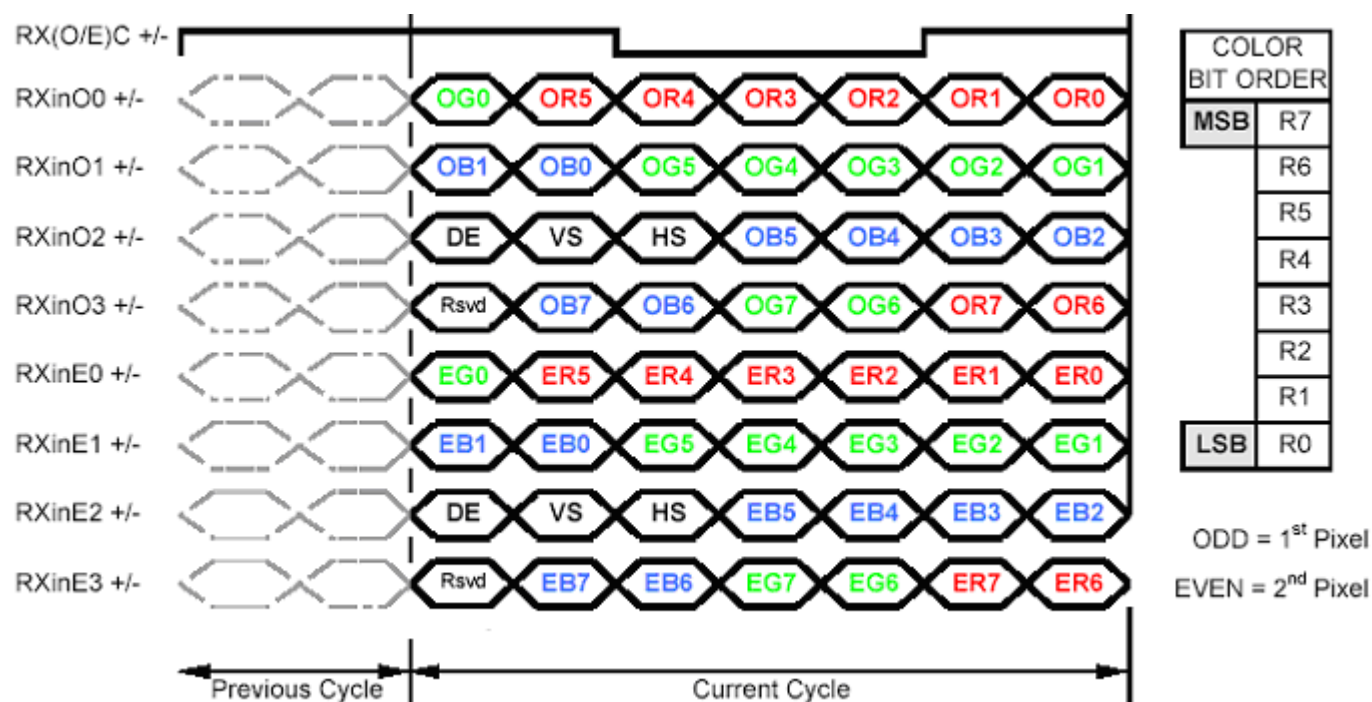 RX(O/E)C +/-
RXinO0 +/- OG0 OR5 OR4 OR3 OR2 OR1 OR0
RXinO1 +/- OB1 OB0 OG5 OG4 OG3 OG2 OG1
RXinO2 +/- DE VS HS OB5 OB4 OB3 OB2
RXinO3 +/- Rsvd OB7 OB6 OG7 OG6 OR7 OR6
RXinE0 +/- EG0 ER5 ER4 ER3 ER2 ER1 ER0
RXinE1 +/- EB1 EB0 EG5 EG4 EG3 EG2 EG1
RXinE2 +/- DE VS HS EB5 EB4 EB3 EB2
RXinE3 +/- Rsvd EB7 EB6 EG7 EG6 ER7 ER6
Previous Cycle Current Cycle
COLOR
BIT ORDER
MSB R7
R6
R5
R4
R3
R2
R1
LSB R0
ODD = 1st Pixel
EVEN = 2nd Pixel